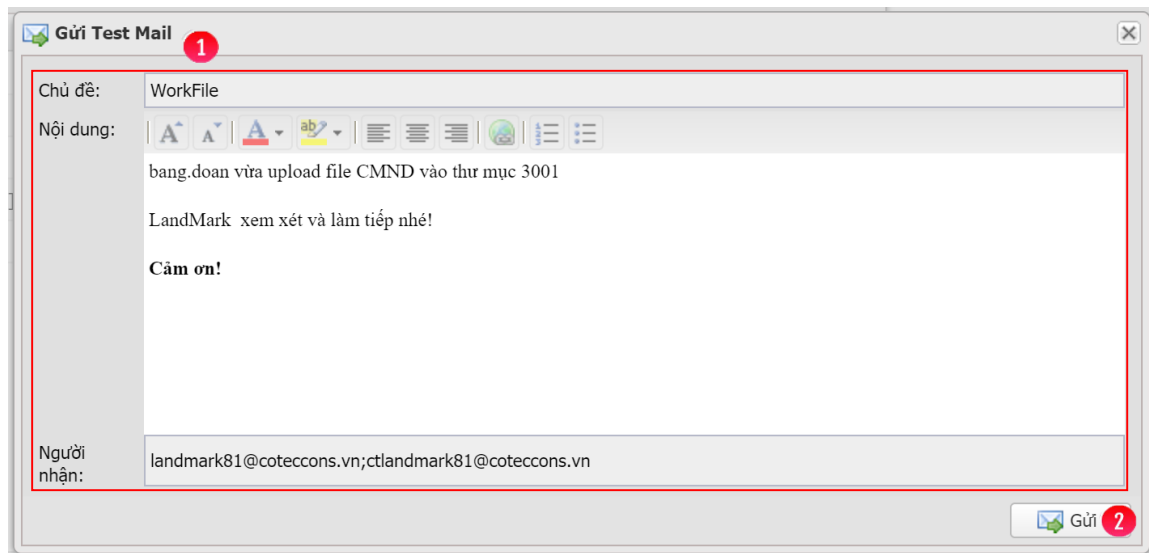 Gửi Test Mail
1
Chủ đề: WorkFile
Nội dung:
bang.doan vừa upload file CMND vào thư mục 3001
LandMark  xem xét và làm tiếp nhé!
Cảm ơn!
Người nhận: landmark81@coteccons.vn;ctlandmark81@coteccons.vn
Gửi 2